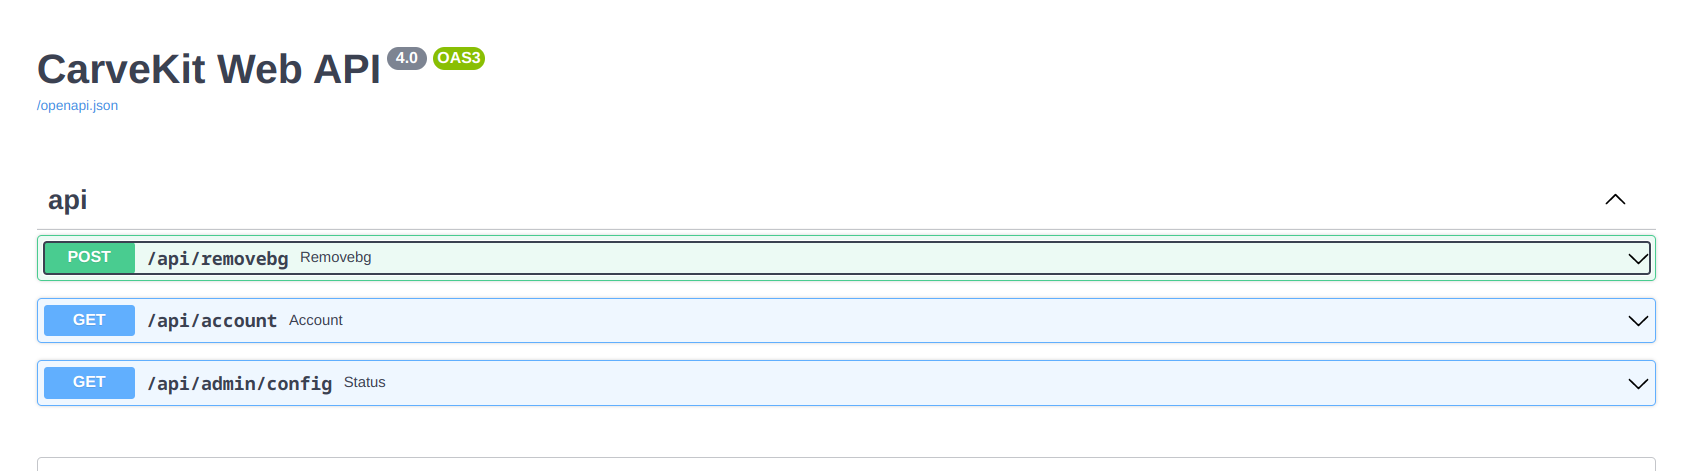 CarveKit Web API 4.0 OAS3
/openapi.json
api
POST /api/removebg Removebg
GET /api/account Account
GET /api/admin/config Status